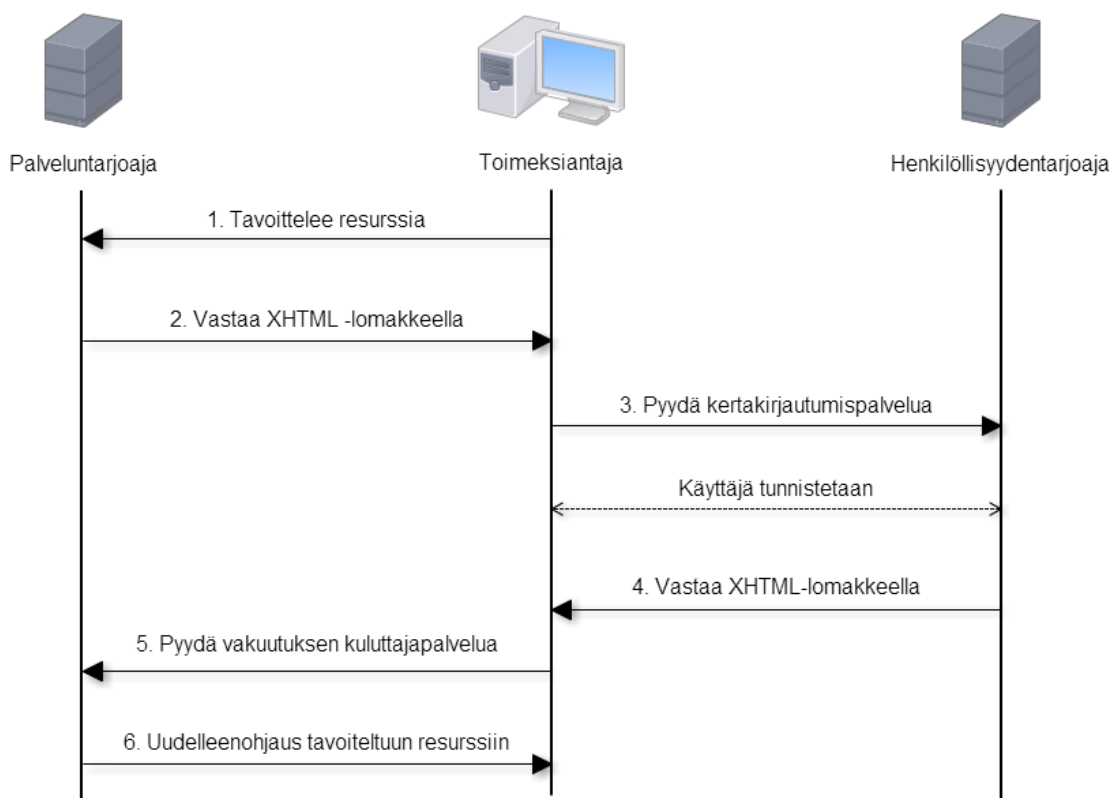 Palveluntarjoaja
Toimeksiantaja
Henkilöllisyydentarjoaja
1. Tavoittelee resurssia
2. Vastaa XHTML -lomakkeella
3. Pyydä kertakirjautumispalvelua
Käyttäjä tunnistetaan
4. Vastaa XHTML-lomakkeella
5. Pyydä vakuutuksen kuluttajapalvelua
6. Uudelleenohjaus tavoiteltuun resurssiin